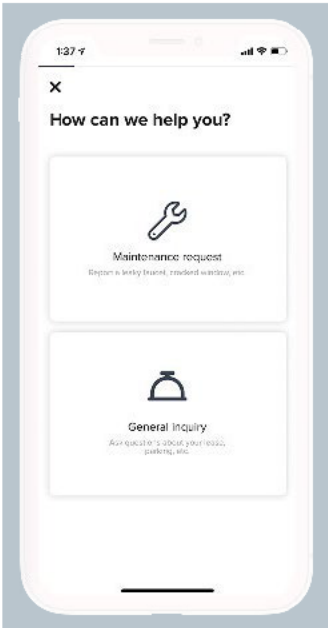 1:37
How can we help you?
Maintenance request
Report a leaky faucet, cracked window, etc
General inquiry
Ask questions about your lease,
parking, etc